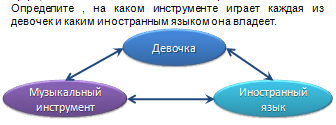 Определите , на каком инструменте играет каждая из
девочек и каким иностранным языком она владеет.
Девочка
Музыкальный
инструмент
Иностранный
язык